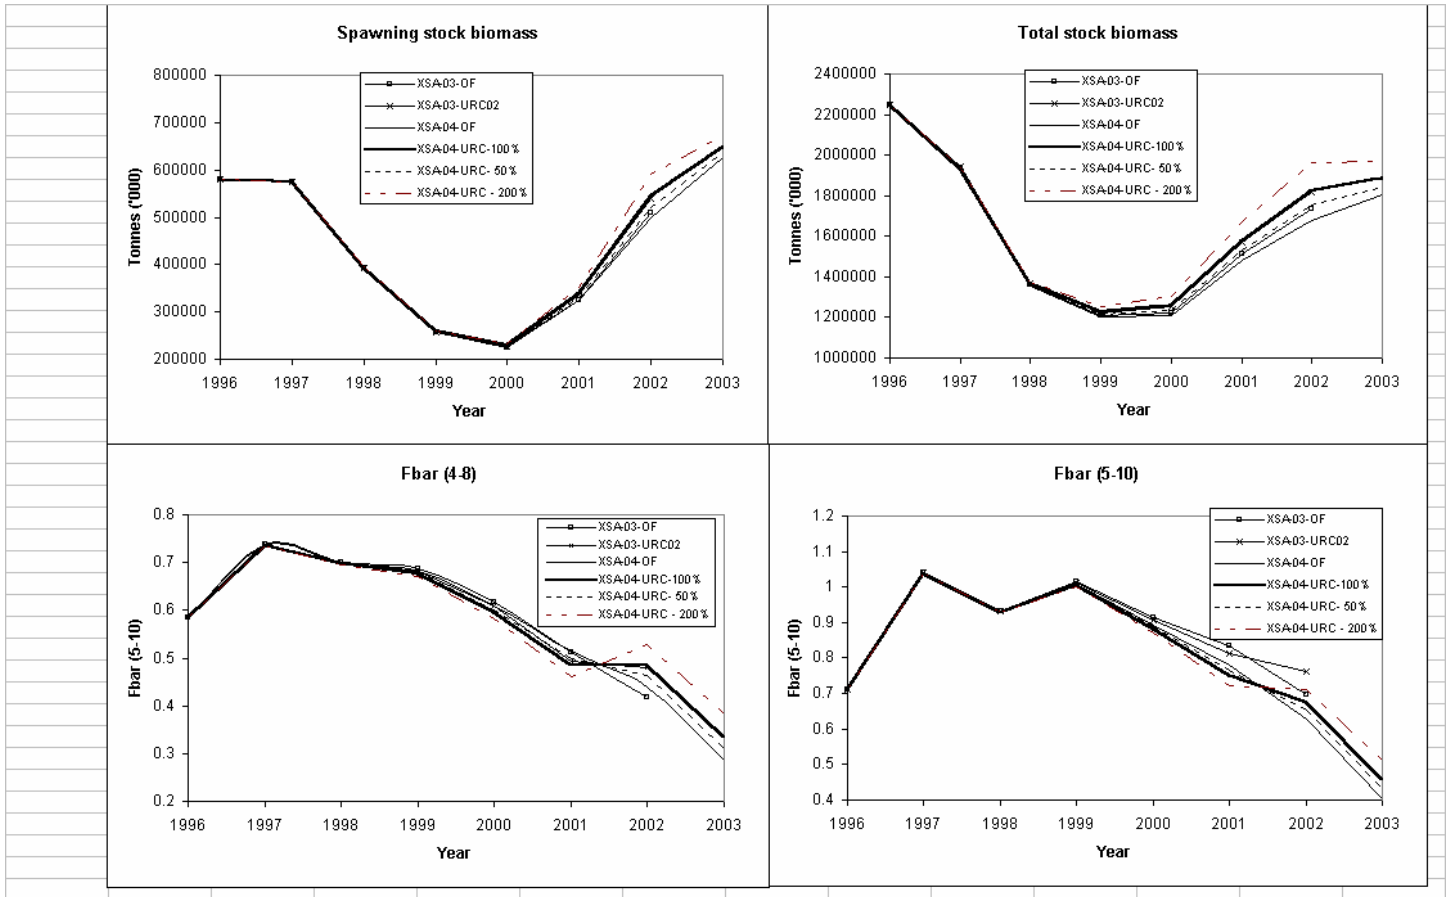 Spawning stock biomass
Tonnes ('000)
800000
700000
600000
500000
400000
300000
200000
XSA-03-OF
XSA-03-URC02
XSA-04-OF
XSA-04-URC-100%
XSA-04-URC- 50%
XSA-04-URC - 200%
1996 1997 1998 1999 2000 2001 2002 2003
Year
Total stock biomass
Tonnes ('000)
2400000
2200000
2000000
1800000
1600000
1400000
1200000
1000000
XSA-03-OF
XSA-03-URC02
XSA-04-OF
XSA-04-URC-100%
XSA-04-URC- 50%
XSA-04-URC - 200%
1996 1997 1998 1999 2000 2001 2002 2003
Year
Fbar (4-8)
Fbar (5-10)
0.8
0.7
0.6
0.5
0.4
0.3
0.2
XSA-03-OF
XSA-03-URC02
XSA-04-OF
XSA-04-URC-100%
XSA-04-URC- 50%
XSA-04-URC - 200%
1996 1997 1998 1999 2000 2001 2002 2003
Year
Fbar (5-10)
Fbar (5-10)
1.2
1.1
1
0.9
0.8
0.7
0.6
0.5
0.4
XSA-03-OF
XSA-03-URC02
XSA-04-OF
XSA-04-URC-100%
XSA-04-URC- 50%
XSA-04-URC - 200%
1996 1997 1998 1999 2000 2001 2002 2003
Year